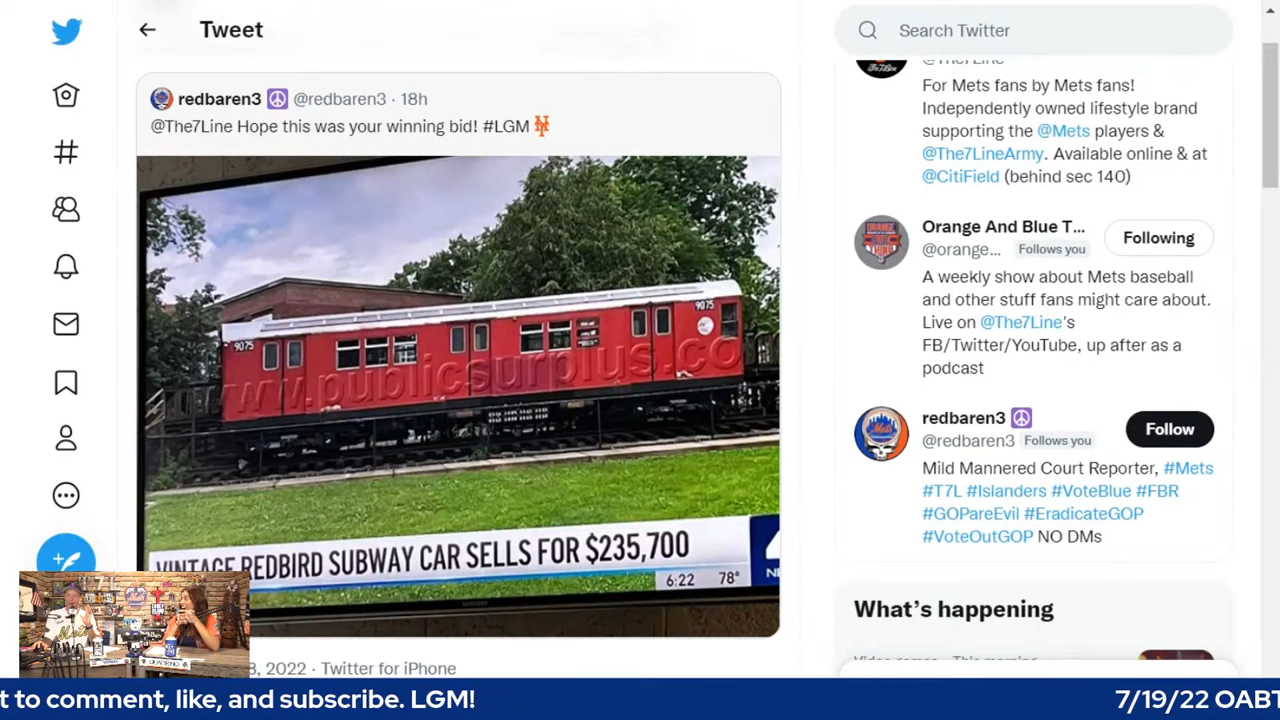 Tweet
redbaren3 @redbaren3 · 18h
@The7Line Hope this was your winning bid! #LGM
9075
9075
www.publicsurplus.co
VINTAGE REDBIRD SUBWAY CAR SELLS FOR $235,700
6:22 78°
8, 2022 · Twitter for iPhone
Search Twitter
@The7Line
For Mets fans by Mets fans!
Independently owned lifestyle brand
supporting the @Mets players &
@The7LineArmy. Available online & at
@CitiField (behind sec 140)
Orange And Blue T...
Following
@orange... Follows you
A weekly show about Mets baseball
and other stuff fans might care about.
Live on @The7Line's
FB/Twitter/YouTube, up after as a
podcast
redbaren3
Follow
@redbaren3 Follows you
Mild Mannered Court Reporter, #Mets
#T7L #Islanders #VoteBlue #FBR
#GOPareEvil #EradicateGOP
#VoteOutGOP NO DMs
What's happening
Video games · This morning
t to comment, like, and subscribe. LGM!
7/19/22 OABT